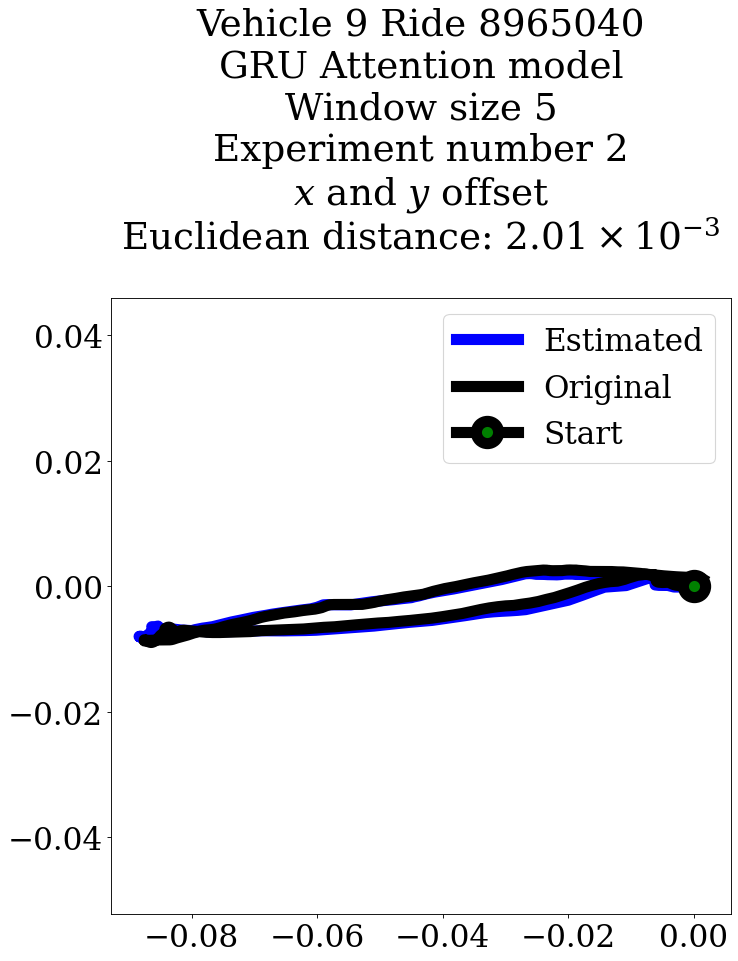 Vehicle 9 Ride 8965040
GRU Attention model
Window size 5
Experiment number 2
x and y offset
Euclidean distance: 2.01 × 10⁻³
Estimated
Original
Start
0.04
0.02
0.00
−0.02
−0.04
−0.08 −0.06 −0.04 −0.02 0.00